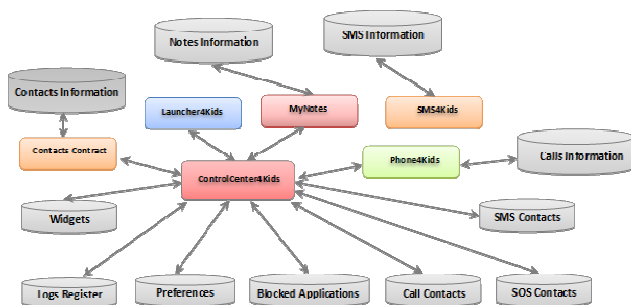 Notes Information
SMS Information
Contacts Information
Launcher4Kids
MyNotes
SMS4Kids
Contacts Contract
ControlCenter4Kids
Phone4Kids
Calls Information
Widgets
SMS Contacts
Logs Register
Preferences
Blocked Applications
Call Contacts
SOS Contacts